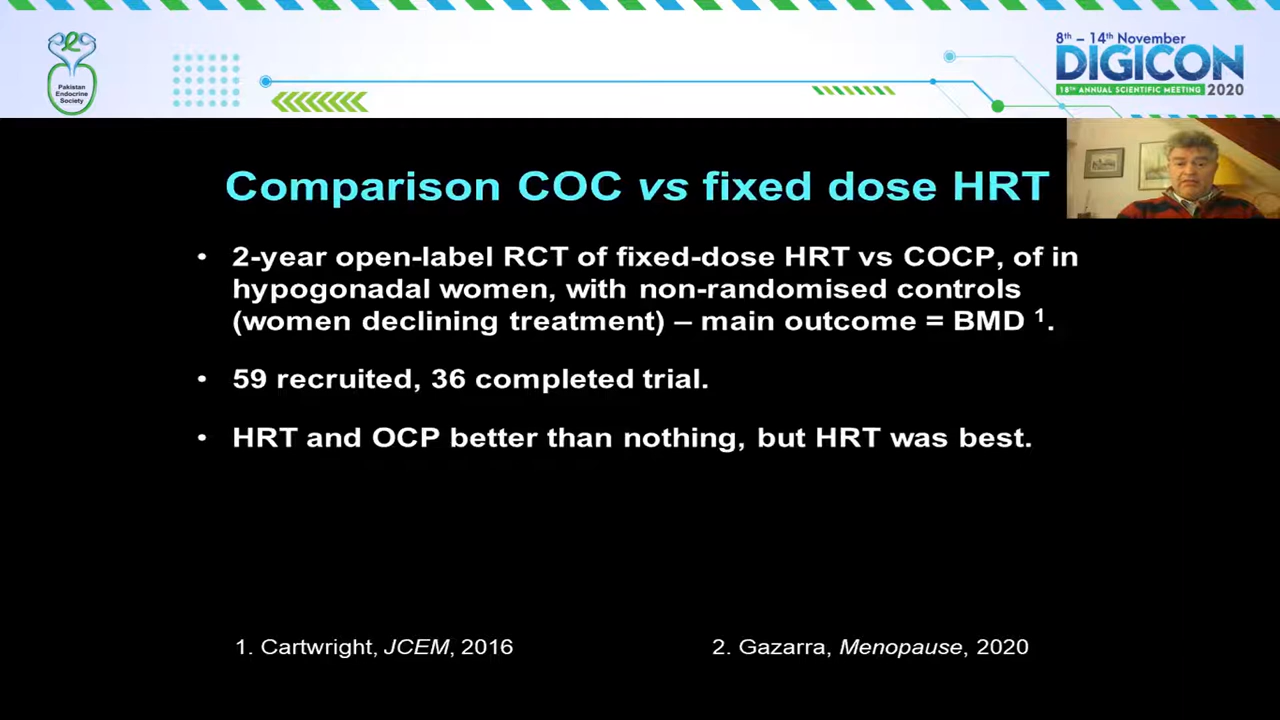 Pakistan
Endocrine
Society
8th – 14th November
DIGICON
18TH ANNUAL SCIENTIFIC MEETING 2020
Comparison COC vs fixed dose HRT
• 2-year open-label RCT of fixed-dose HRT vs COCP, of in
hypogonadal women, with non-randomised controls
(women declining treatment) – main outcome = BMD 1.
• 59 recruited, 36 completed trial.
• HRT and OCP better than nothing, but HRT was best.
1. Cartwright, JCEM, 2016
2. Gazarra, Menopause, 2020